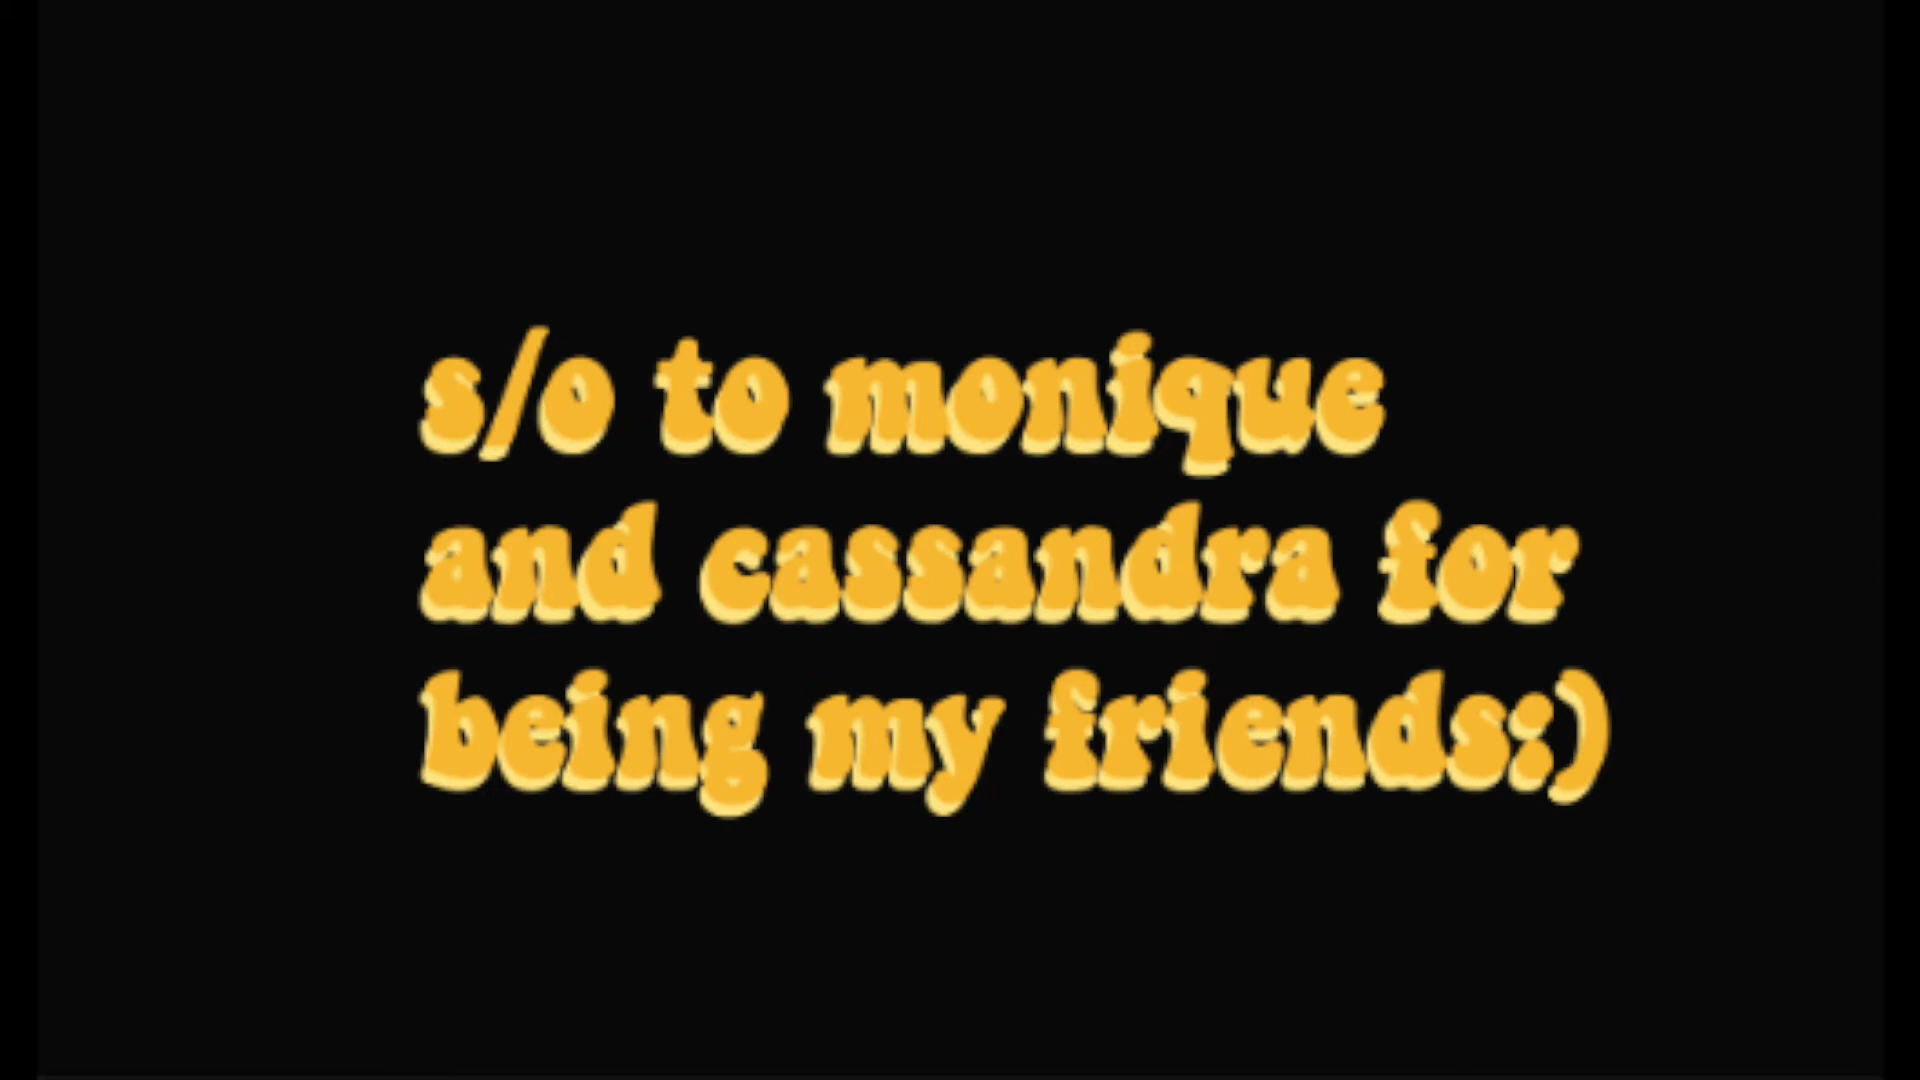 s/o to monique
and cassandra for
being my friends:)